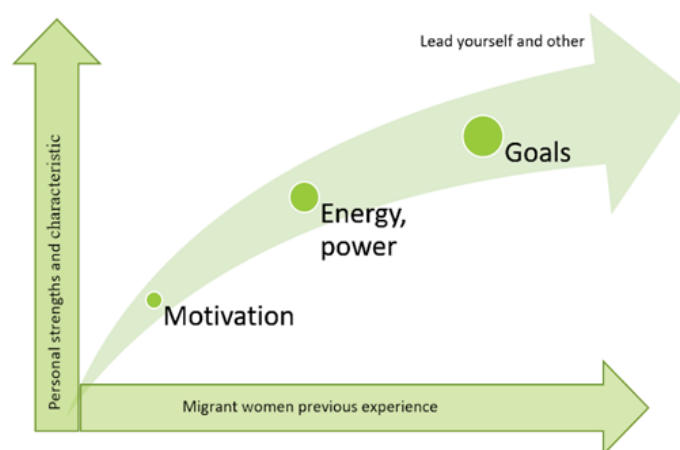 Lead yourself and other
Goals
Energy,
power
Motivation
Personal strengths and characteristic
Migrant women previous experience